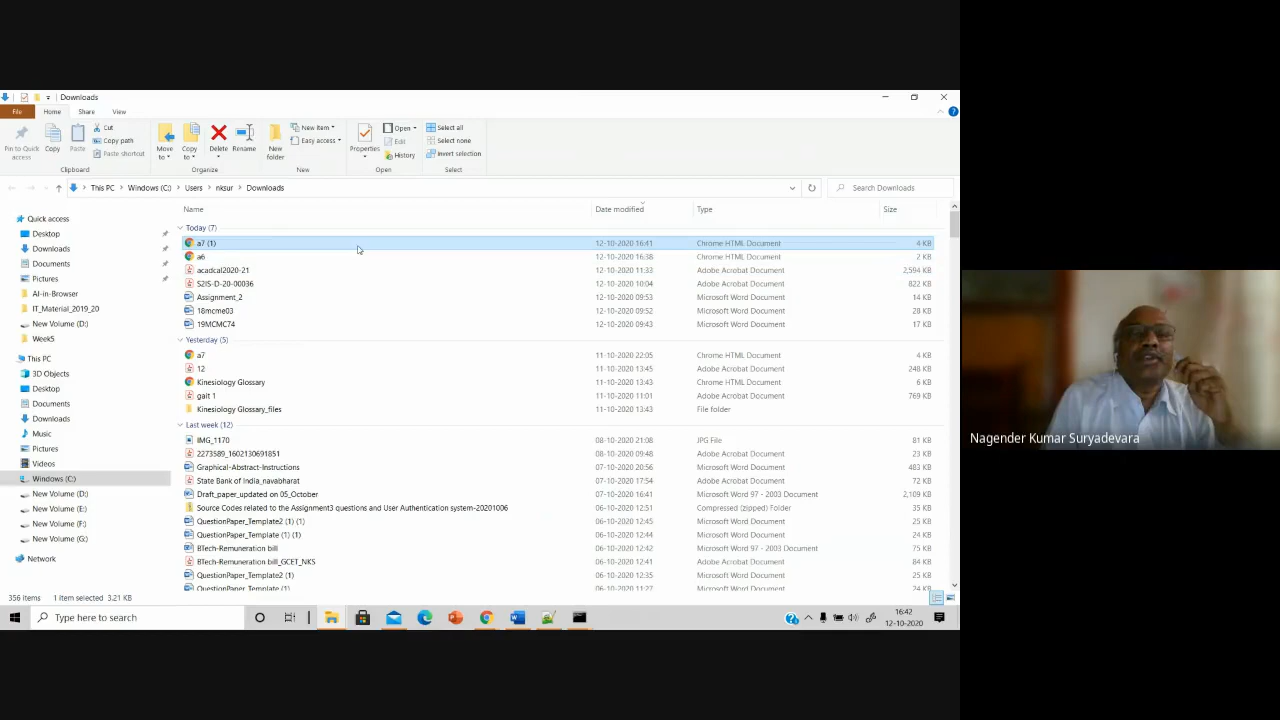 Downloads
File Home Share View
Pin to Quick access
Copy
Paste
Cut
Copy path
Paste shortcut
Clipboard
Move to
Copy to
Delete
Rename
Organize
New folder
New item
Easy access
New
Properties
Open
Edit
History
Open
Select all
Select none
Invert selection
Select
This PC > Windows (C:) > Users > nksur > Downloads
Search Downloads
Name Date modified Type Size
Quick access
Desktop
Downloads
Documents
Pictures
AI-in-Browser
IT_Material_2019_20
New Volume (D:)
Week5
This PC
3D Objects
Desktop
Documents
Downloads
Music
Pictures
Videos
Windows (C:)
New Volume (D:)
New Volume (E:)
New Volume (F:)
New Volume (G:)
Network
Today (7)
a7 (1) 12-10-2020 16:41 Chrome HTML Document 4 KB
a6 12-10-2020 16:38 Chrome HTML Document 2 KB
acadcal2020-21 12-10-2020 11:33 Adobe Acrobat Document 2,594 KB
S2IS-D-20-00036 12-10-2020 10:04 Adobe Acrobat Document 822 KB
Assignment_2 12-10-2020 09:53 Microsoft Word Document 14 KB
18mcme03 12-10-2020 09:52 Microsoft Word Document 28 KB
19MCMC74 12-10-2020 09:43 Microsoft Word Document 17 KB
Yesterday (5)
a7 11-10-2020 22:05 Chrome HTML Document 4 KB
12 11-10-2020 13:45 Adobe Acrobat Document 248 KB
Kinesiology Glossary 11-10-2020 13:43 Chrome HTML Document 6 KB
gait 1 11-10-2020 11:01 Adobe Acrobat Document 769 KB
Kinesiology Glossary_files 11-10-2020 13:43 File folder
Last week (12)
IMG_1170 08-10-2020 21:08 JPG File 81 KB
2273589_1602130691851 08-10-2020 09:48 Adobe Acrobat Document 23 KB
Graphical-Abstract-Instructions 07-10-2020 20:56 Microsoft Word Document 483 KB
State Bank of India_navabharat 07-10-2020 17:54 Adobe Acrobat Document 72 KB
Draft_paper_updated on 05_October 07-10-2020 16:41 Microsoft Word 97 - 2003 Document 2,109 KB
Source Codes related to the Assignment3 questions and User Authentication system-20201006 06-10-2020 12:51 Compressed (zipped) Folder 35 KB
QuestionPaper_Template2 (1) (1) 06-10-2020 12:45 Microsoft Word Document 25 KB
QuestionPaper_Template (1) (1) 06-10-2020 12:44 Microsoft Word Document 24 KB
BTech-Remuneration bill 06-10-2020 12:42 Microsoft Word 97 - 2003 Document 75 KB
BTech-Remuneration bill_GCET_NKS 06-10-2020 12:41 Adobe Acrobat Document 84 KB
QuestionPaper_Template2 (1) 06-10-2020 12:35 Microsoft Word Document 25 KB
QuestionPaper_Template (1) 06-10-2020 11:27 Microsoft Word Document 24 KB
356 items 1 item selected 3.21 KB
Type here to search
16:42
12-10-2020
Nagender Kumar Suryadevara